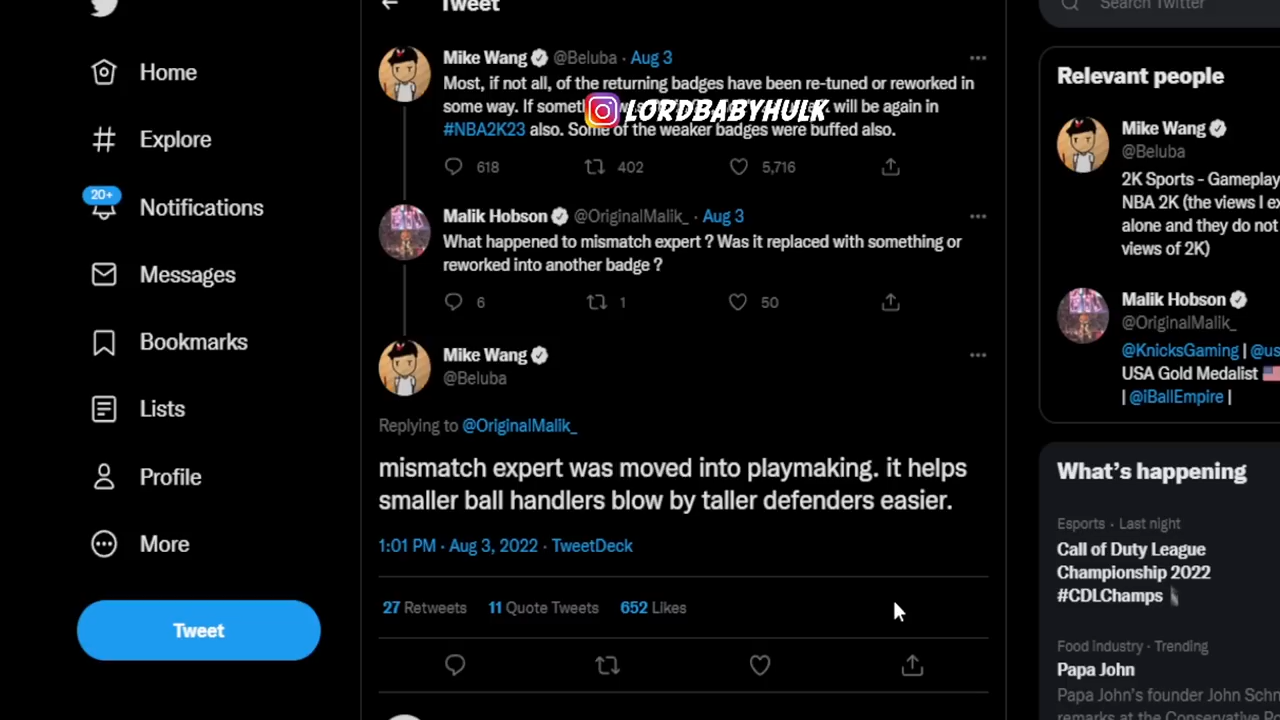 Tweet
Search Twitter
Home
Explore
20+
Notifications
Messages
Bookmarks
Lists
Profile
More
Tweet
Mike Wang @Beluba · Aug 3
Most, if not all, of the returning badges have been re-tuned or reworked in
some way. If will be again in
LORDBABYHULK
#NBA2K23 also. Some of the weaker badges were buffed also.
618 402 5,716
Malik Hobson @OriginalMalik_ · Aug 3
What happened to mismatch expert ? Was it replaced with something or
reworked into another badge ?
6 1 50
Mike Wang
@Beluba
Replying to @OriginalMalik_
mismatch expert was moved into playmaking. it helps
smaller ball handlers blow by taller defenders easier.
1:01 PM · Aug 3, 2022 · TweetDeck
27 Retweets 11 Quote Tweets 652 Likes
Relevant people
Mike Wang
@Beluba
2K Sports - Gameplay
NBA 2K (the views I
alone and they do not
views of 2K)
Malik Hobson
@OriginalMalik_
@KnicksGaming |
USA Gold Medalist
| @iBallEmpire |
What's happening
Esports · Last night
Call of Duty League
Championship 2022
#CDLChamps
Food industry · Trending
Papa John
Papa John's founder John
remarks at the Conservative